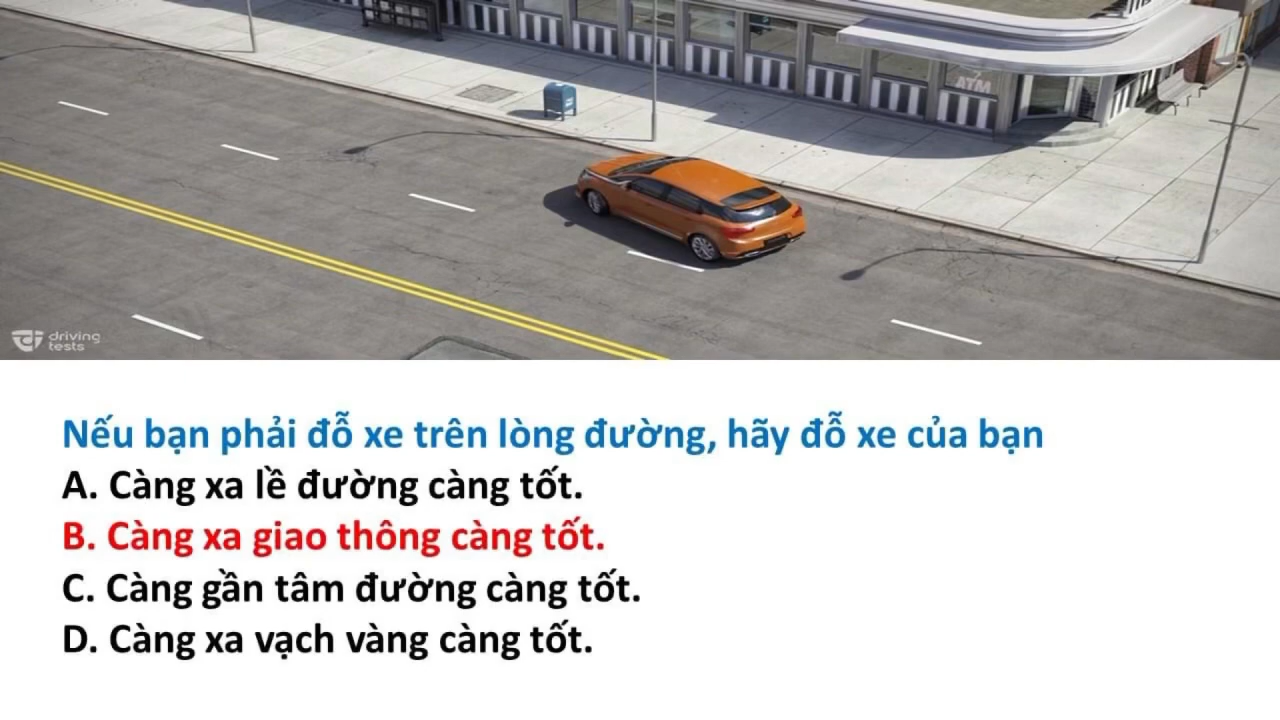 ATM
driving
tests
Nếu bạn phải đỗ xe trên lòng đường, hãy đỗ xe của bạn
A. Càng xa lề đường càng tốt.
B. Càng xa giao thông càng tốt.
C. Càng gần tâm đường càng tốt.
D. Càng xa vạch vàng càng tốt.